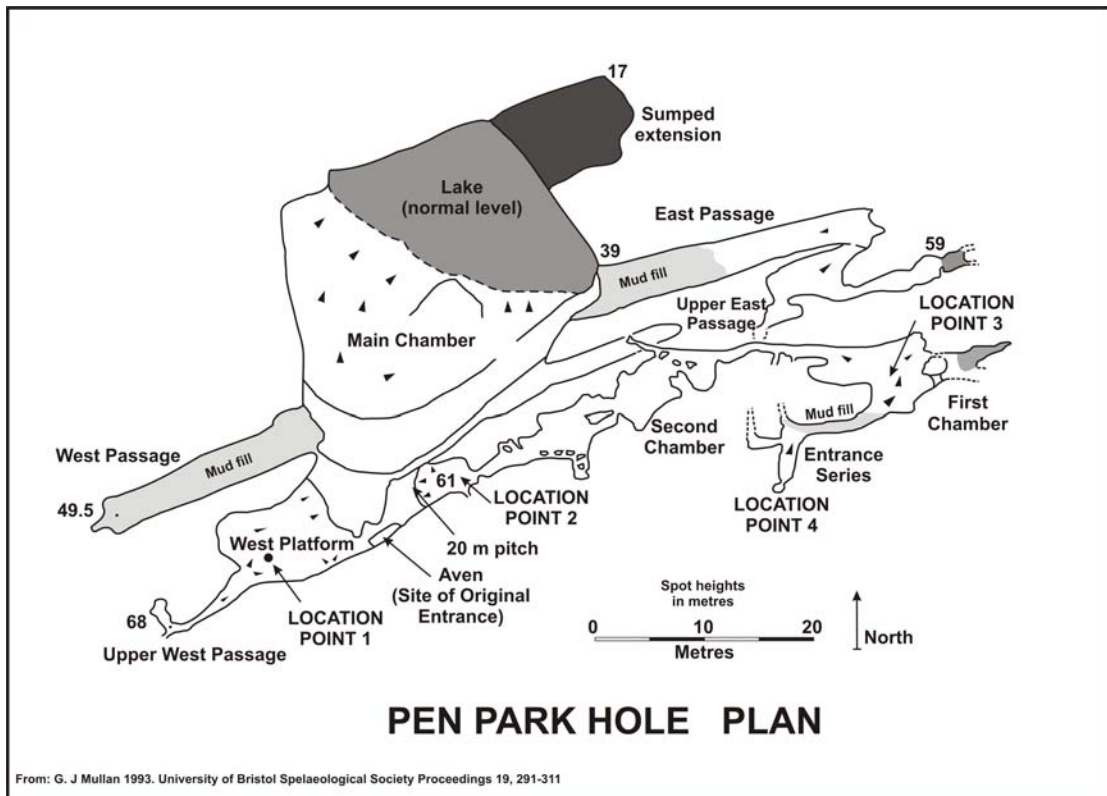 17
Sumped
extension
Lake
(normal level)
East Passage
39
59
Mud fill
Upper East
Passage
LOCATION
POINT 3
Main Chamber
Mud fill
First
Chamber
Second
Chamber
West Passage
Mud fill
Entrance
Series
49.5
61
LOCATION
POINT 2
LOCATION
POINT 4
West Platform
20 m pitch
Aven
(Site of Original
Entrance)
LOCATION
POINT 1
68
Upper West Passage
Spot heights
in metres
0 10 20
Metres
North
PEN PARK HOLE PLAN
From: G. J Mullan 1993. University of Bristol Spelaeological Society Proceedings 19, 291-311